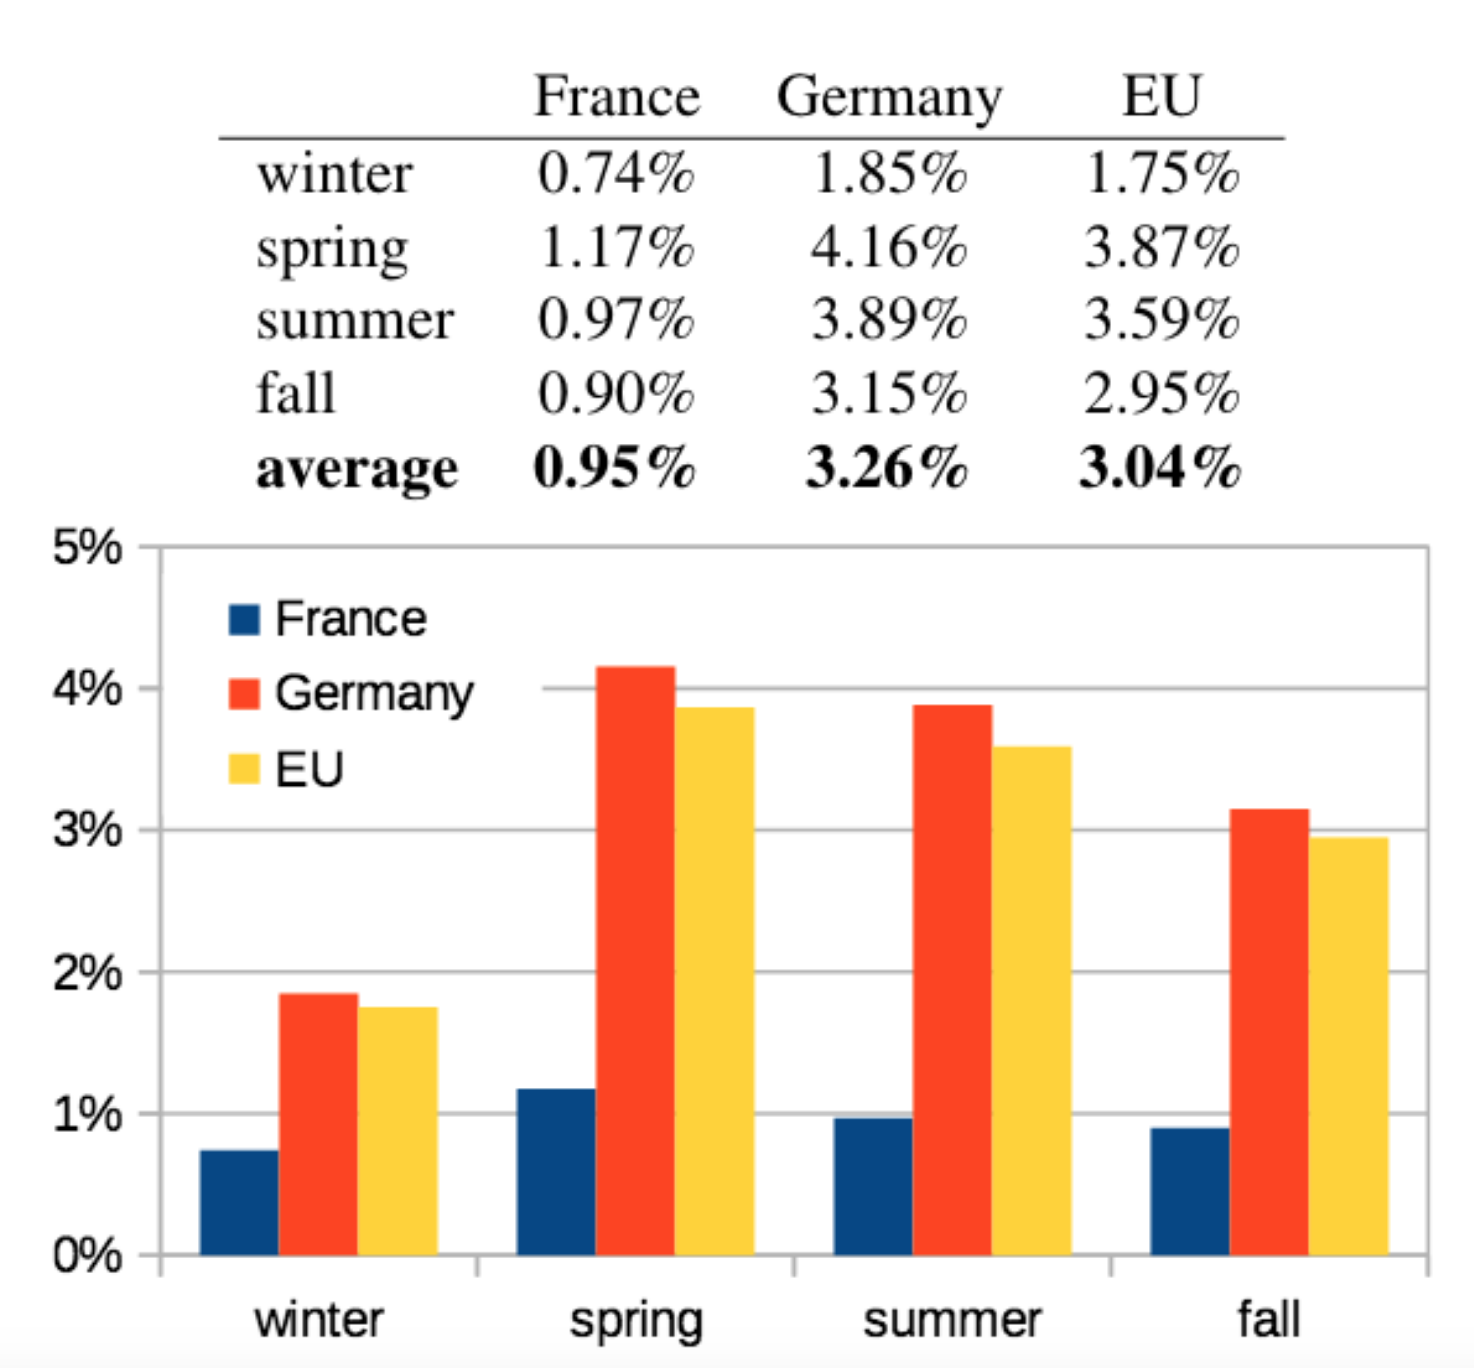 France Germany EU
winter 0.74% 1.85% 1.75%
spring 1.17% 4.16% 3.87%
summer 0.97% 3.89% 3.59%
fall 0.90% 3.15% 2.95%
average 0.95% 3.26% 3.04%
5%
France
4%
Germany
EU
3%
2%
1%
0%
winter spring summer fall